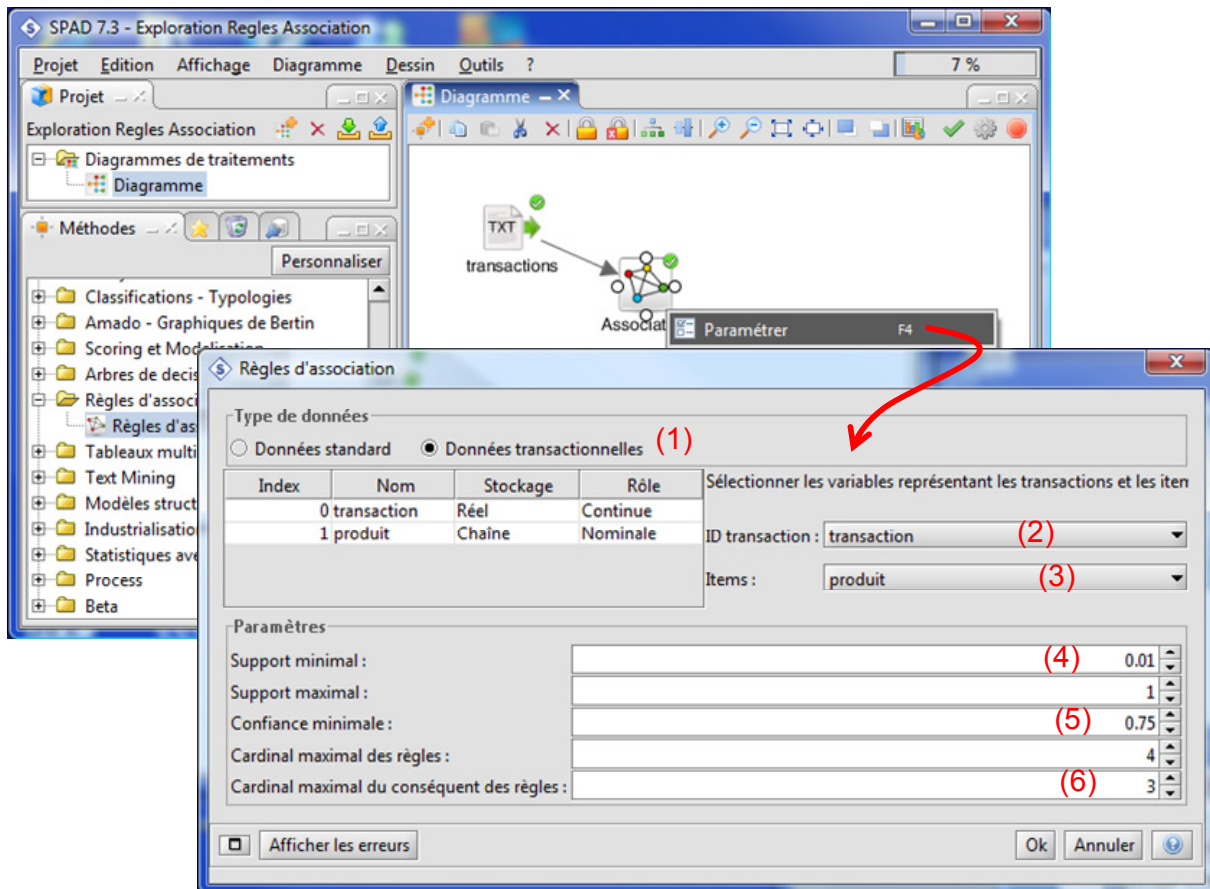 SPAD 7.3 - Exploration Regles Association
Projet Edition Affichage Diagramme Dessin Outils ? 7 %
Projet
Exploration Regles Association
Diagrammes de traitements
Diagramme
Méthodes
Personnaliser
Classifications - Typologies
Amado - Graphiques de Bertin
Scoring et Modelisation
Arbres de decis
Règles d'associ
Règles d'as
Tableaux multi
Text Mining
Modèles struct
Industrialisatio
Statistiques ave
Process
Beta
Diagramme
TXT
transactions
Associat
Paramétrer F4
Règles d'association
Type de données
Données standard Données transactionnelles (1)
Index Nom Stockage Rôle
0 transaction Réel Continue
1 produit Chaîne Nominale
Sélectionner les variables représentant les transactions et les iten
ID transaction : transaction (2)
Items : produit (3)
Paramètres
Support minimal : (4) 0.01
Support maximal : 1
Confiance minimale : (5) 0.75
Cardinal maximal des règles : 4
Cardinal maximal du conséquent des règles : (6) 3
Afficher les erreurs Ok Annuler